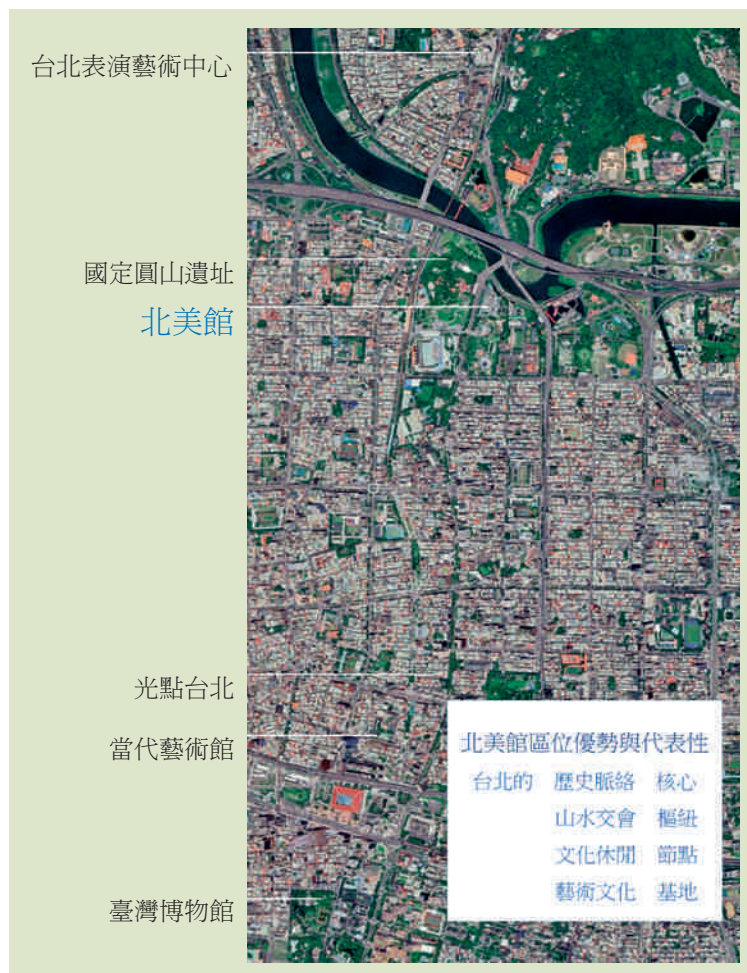 台北表演藝術中心
國定圓山遺址
北美館
光點台北
當代藝術館
臺灣博物館
北美館區位優勢與代表性
台北的 歷史脈絡 核心
山水交會 樞紐
文化休閒 節點
藝術文化 基地